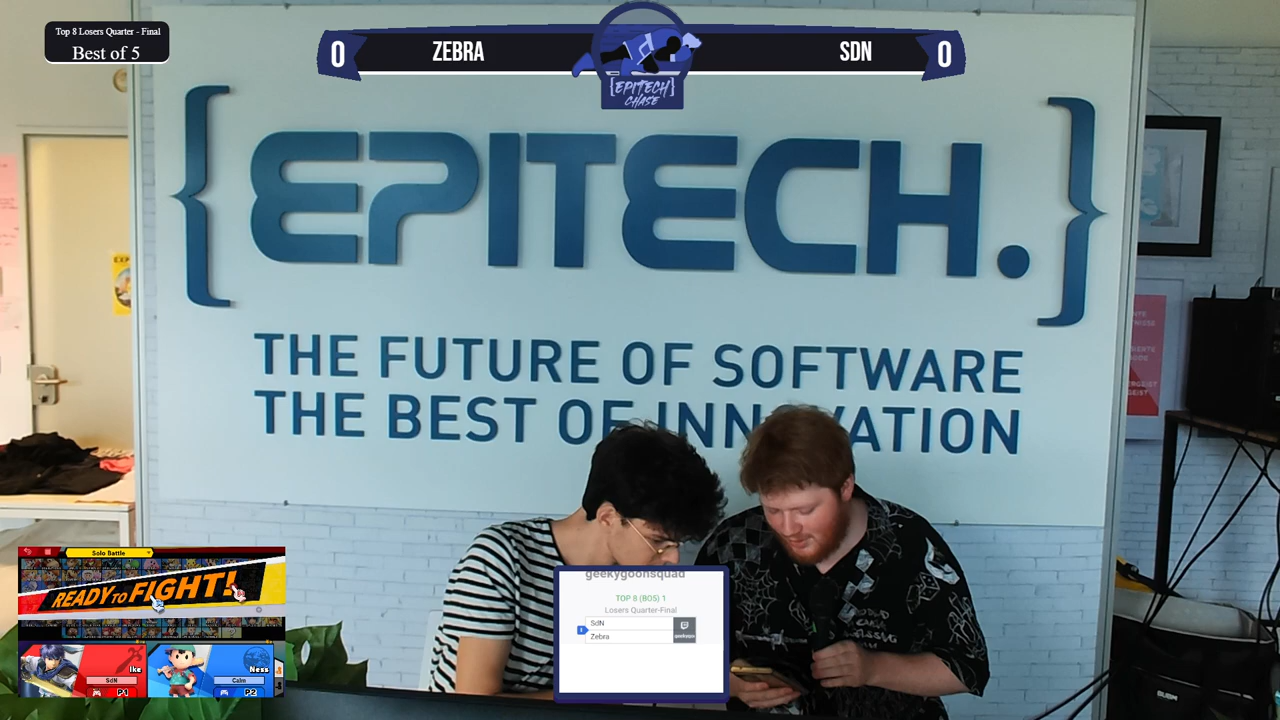 Top 8 Losers Quarter - Final
Best of 5
0 ZEBRA SDN 0
[EPITECH]
CHASE
{EPITECH.}
THE FUTURE OF SOFTWARE
THE BEST OF INN VATION
geekygoonsquad
TOP 8 (BO5) 1
Losers Quarter-Final
SdN
Zebra
Solo Battle
READY TO FIGHT!
Ike
SdN
P1
Ness
Calm
P2